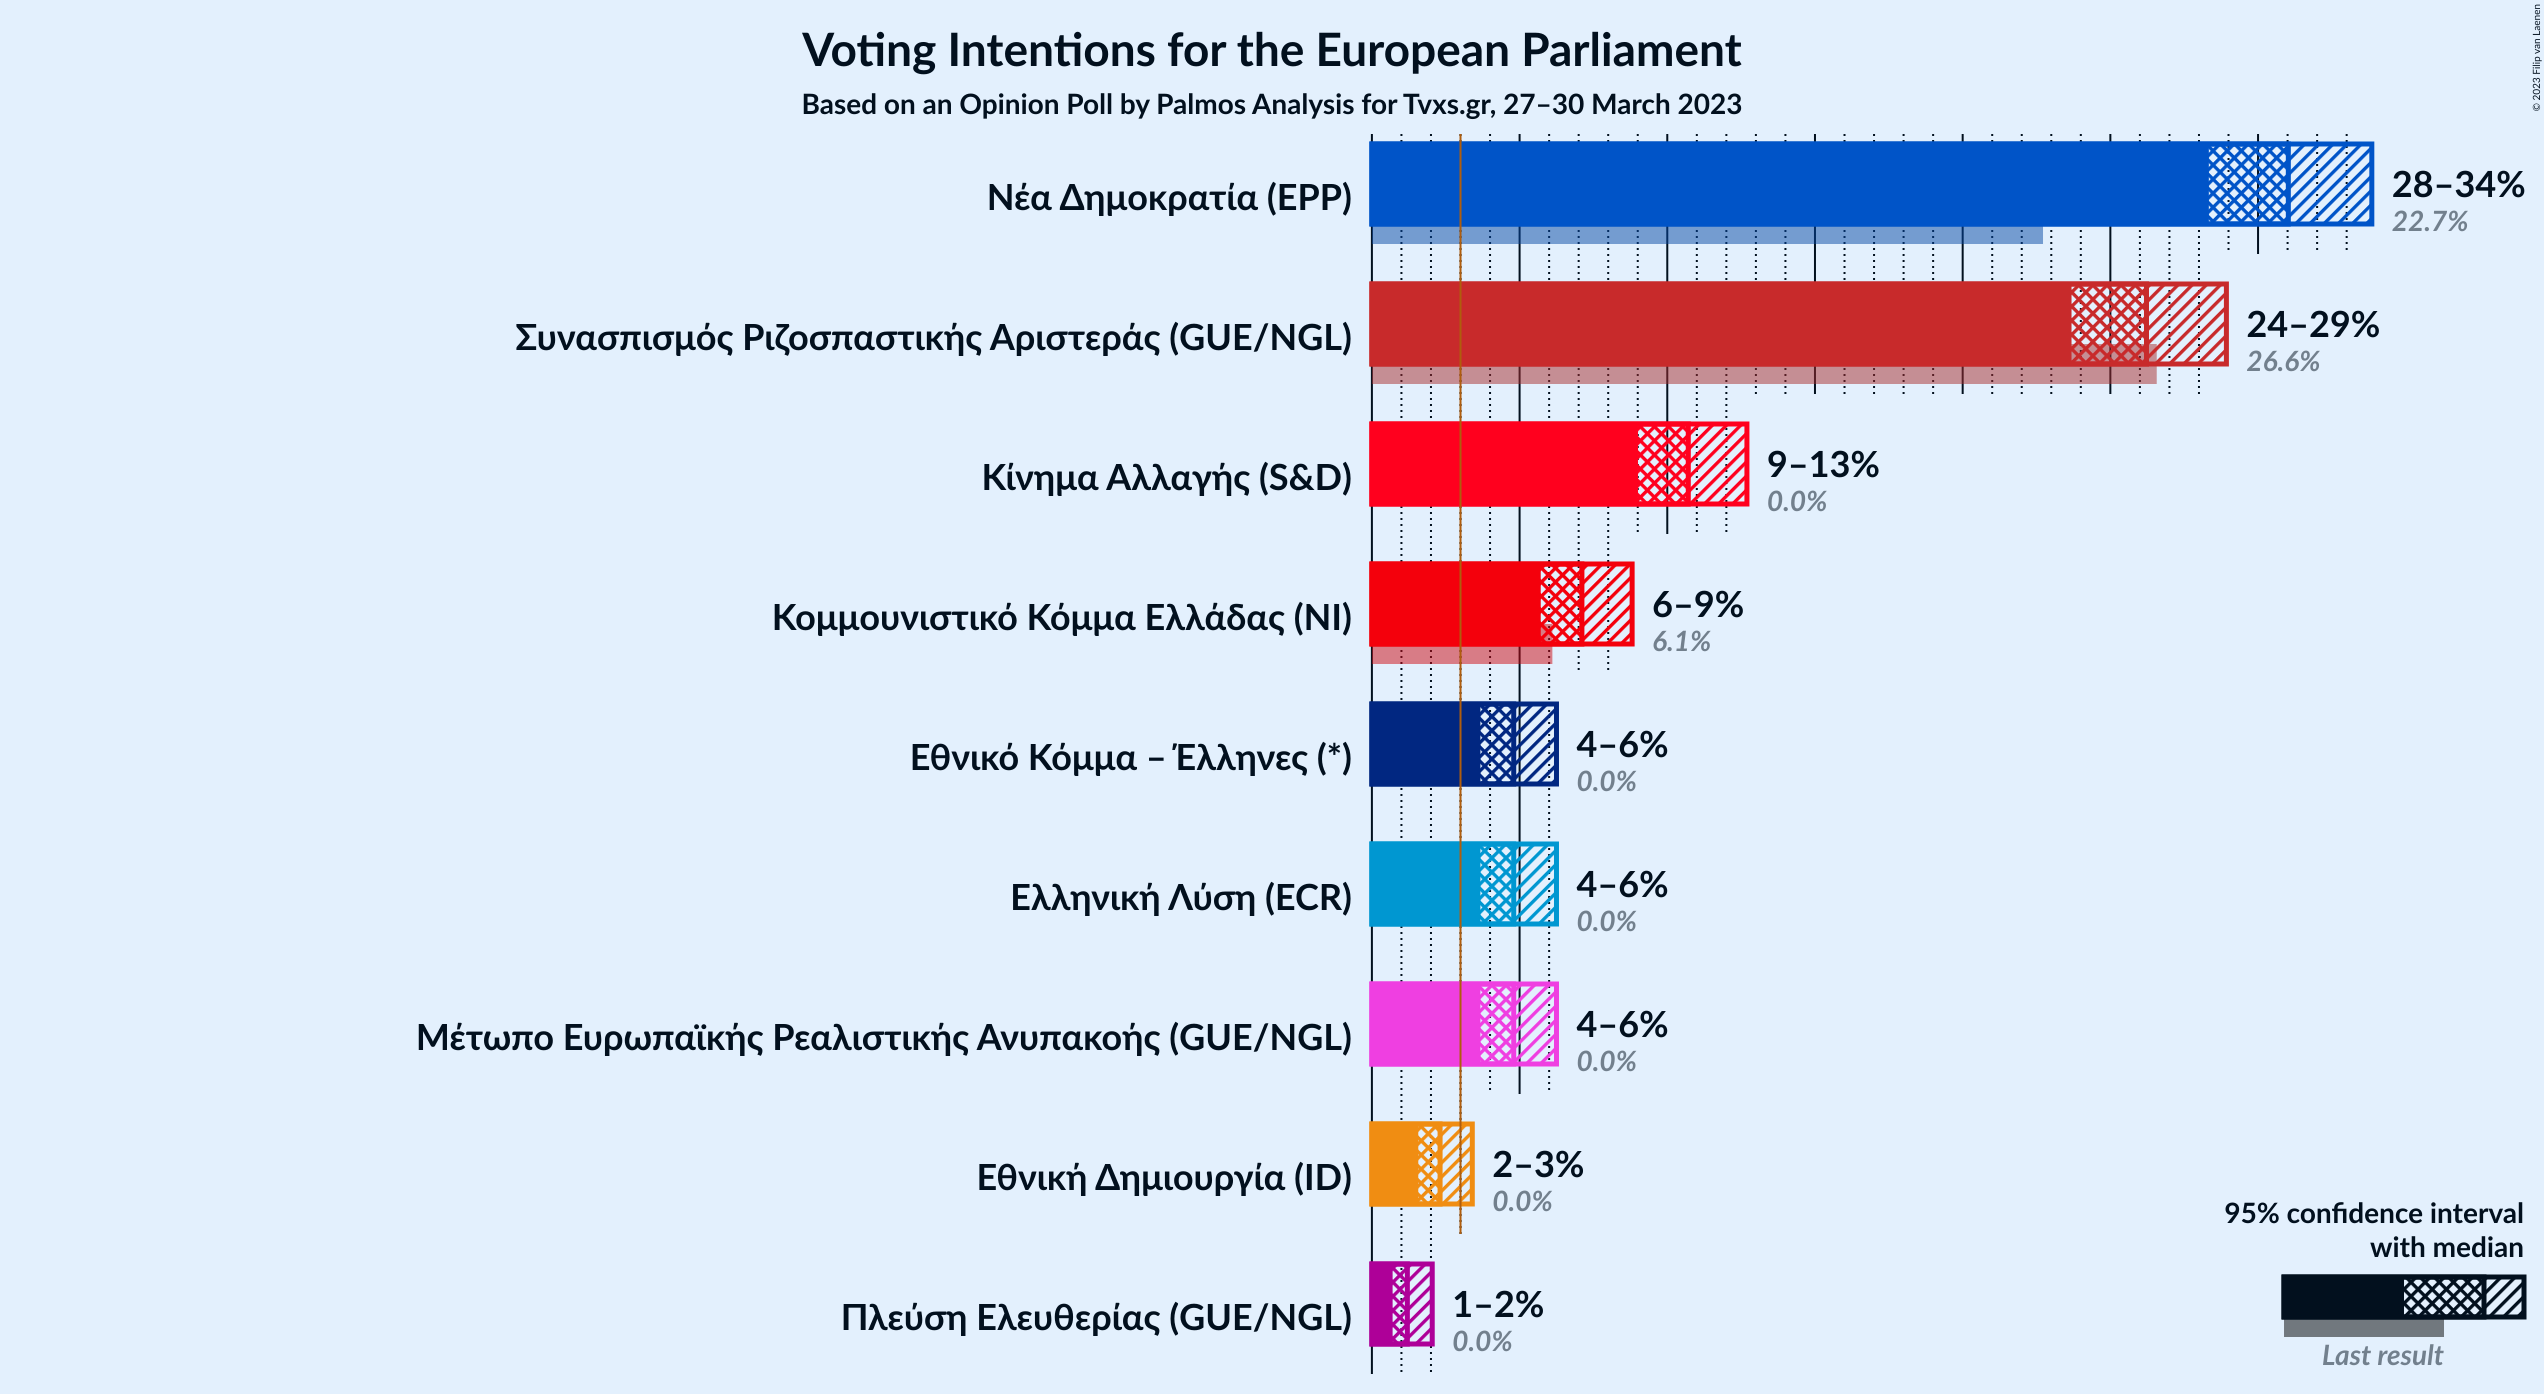 Voting Intentions for the European Parliament
Based on an Opinion Poll by Palmos Analysis for Tvxs.gr, 27–30 March 2023
© 2023 Filip van Laenen
Νέα Δημοκρατία (EPP)
28–34%
22.7%
Συνασπισμός Ριζοσπαστικής Αριστεράς (GUE/NGL)
24–29%
26.6%
Κίνημα Αλλαγής (S&D)
9–13%
0.0%
Κομμουνιστικό Κόμμα Ελλάδας (NI)
6–9%
6.1%
Εθνικό Κόμμα – Έλληνες (*)
4–6%
0.0%
Ελληνική Λύση (ECR)
4–6%
0.0%
Μέτωπο Ευρωπαϊκής Ρεαλιστικής Ανυπακοής (GUE/NGL)
4–6%
0.0%
Εθνική Δημιουργία (ID)
2–3%
0.0%
Πλεύση Ελευθερίας (GUE/NGL)
1–2%
0.0%
95% confidence interval
with median
Last result